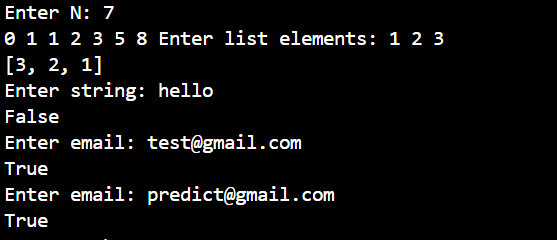 Enter N: 7
0 1 1 2 3 5 8 Enter list elements: 1 2 3
[3, 2, 1]
Enter string: hello
False
Enter email: test@gmail.com
True
Enter email: predict@gmail.com
True